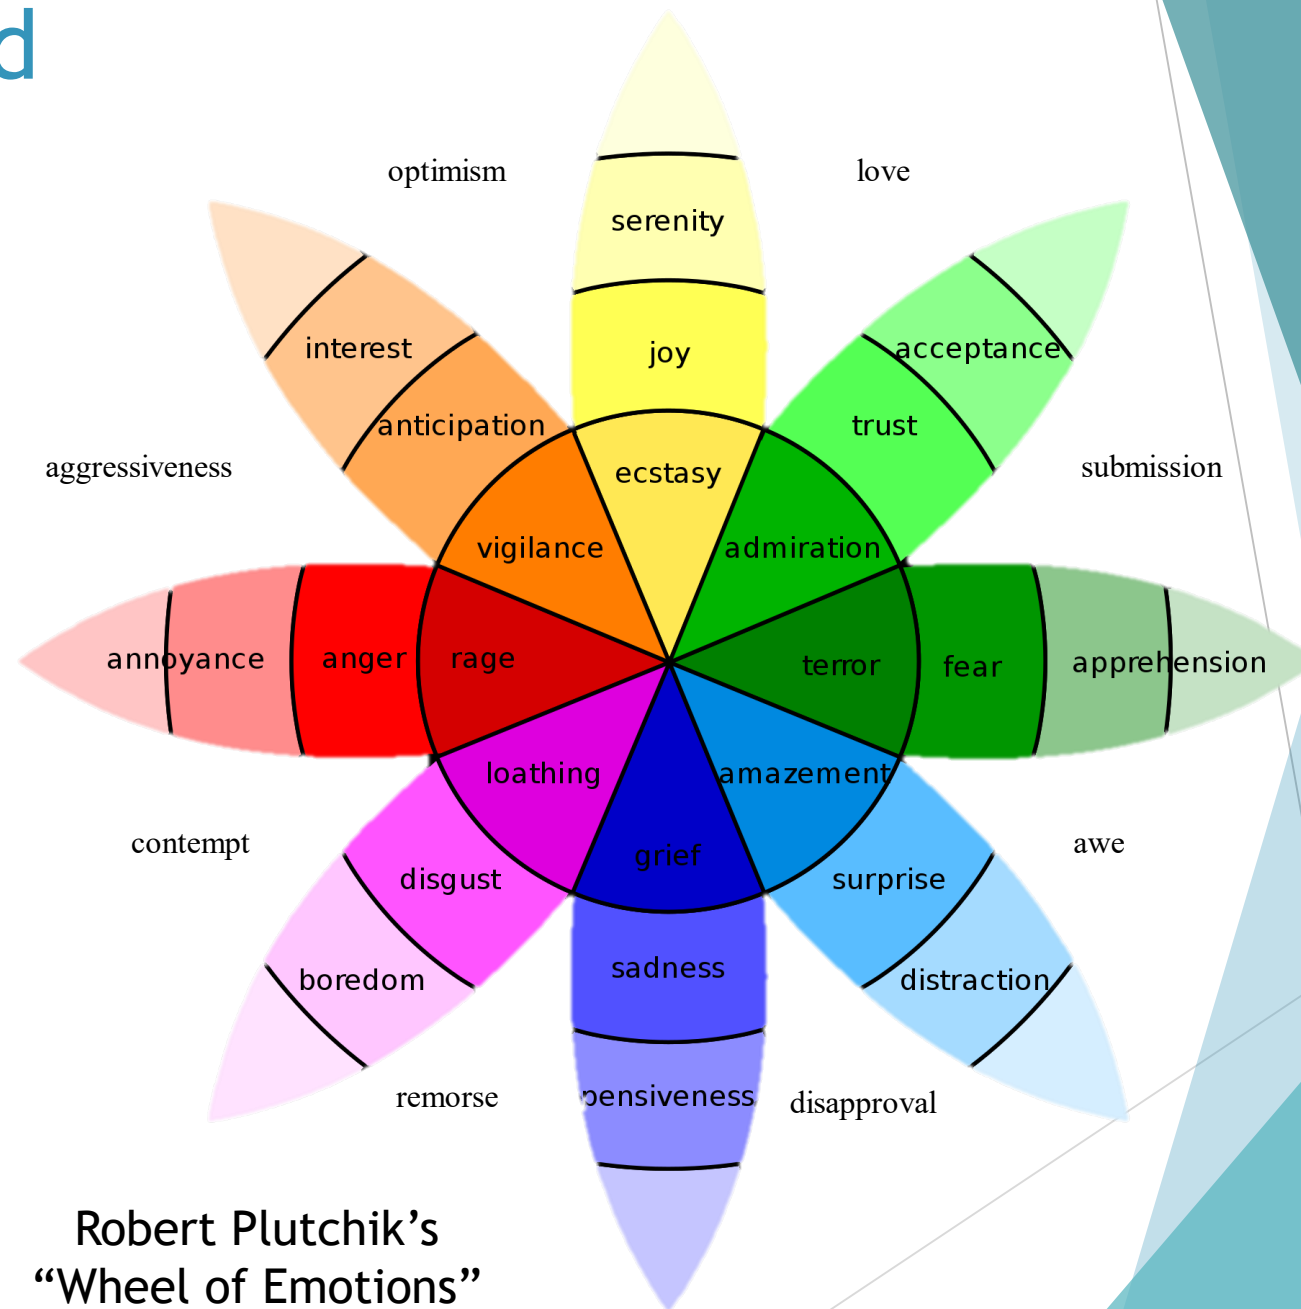 d
optimism
love
serenity
interest
acceptance
joy
anticipation
trust
aggressiveness
submission
ecstasy
vigilance
admiration
annoyance
anger
rage
terror
fear
apprehension
loathing
amazement
contempt
awe
grief
disgust
surprise
sadness
boredom
distraction
remorse
pensiveness
disapproval
Robert Plutchik’s
“Wheel of Emotions”